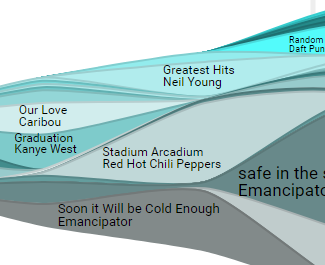 Random
Daft Pun
Greatest Hits
Neil Young
Our Love
Caribou
Graduation
Kanye West
Stadium Arcadium
Red Hot Chili Peppers
safe in the s
Emancipato
Soon it Will be Cold Enough
Emancipator